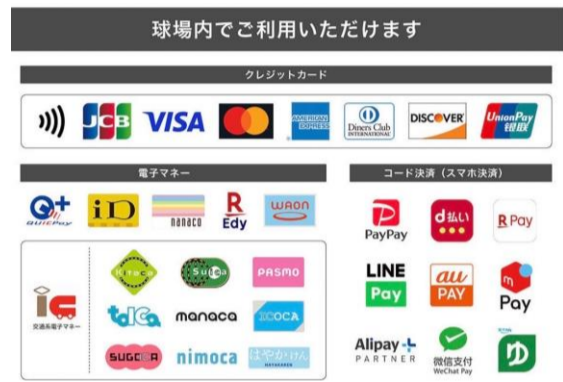 球場内でご利用いただけます
クレジットカード
JCB
VISA
AMERICAN EXPRESS
Diners Club
INTERNATIONAL
DISCOVER
UnionPay
银联
電子マネー
Q+
QUICPay
iD
nanaco
R
Edy
WAON
交通系電子マネー
Kitaca
Suica
PASMO
toica
manaca
ICOCA
SUGOCA
nimoca
はやかけん
HAYAKAKEN
コード決済（スマホ決済）
P
PayPay
d払い
R Pay
LINE
Pay
au
PAY
m
Pay
Alipay+
PARTNER
微信支付
WeChat Pay
ゆ